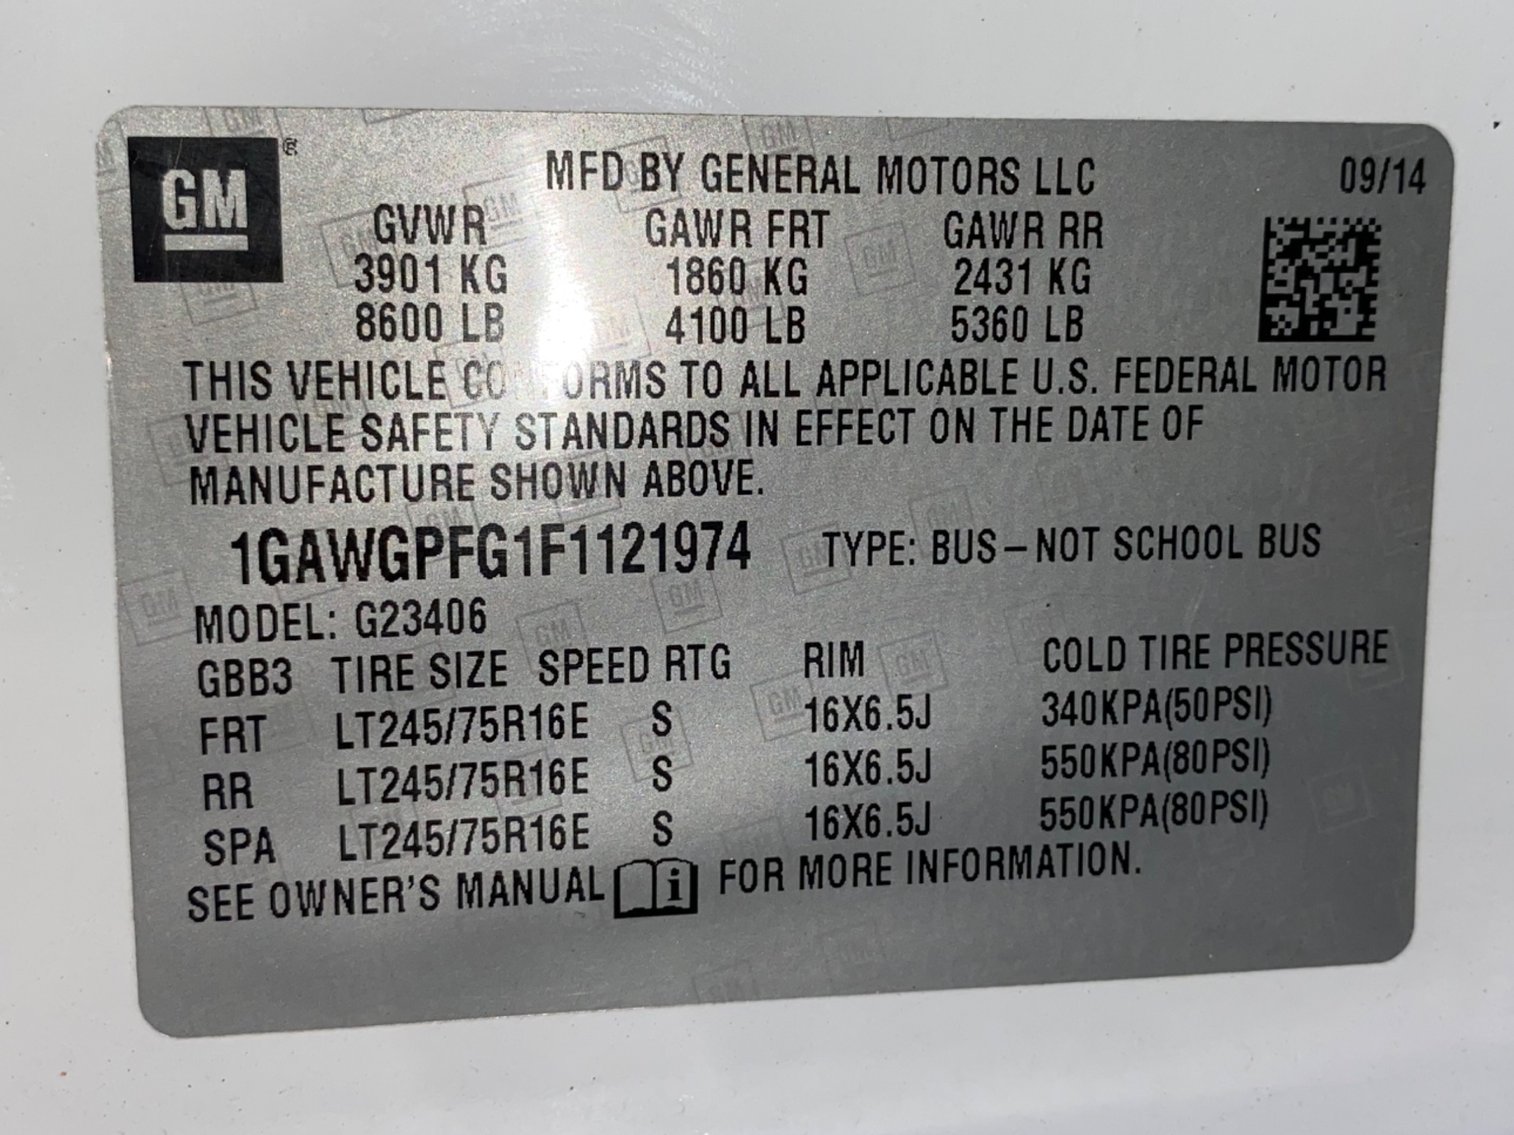 GM ® MFD BY GENERAL MOTORS LLC 09/14
GVWR GAWR FRT GAWR RR
3901 KG 1860 KG 2431 KG
8600 LB 4100 LB 5360 LB
THIS VEHICLE CONFORMS TO ALL APPLICABLE U.S. FEDERAL MOTOR
VEHICLE SAFETY STANDARDS IN EFFECT ON THE DATE OF
MANUFACTURE SHOWN ABOVE.
1GAWGPFG1F1121974 TYPE: BUS – NOT SCHOOL BUS
MODEL: G23406
GBB3 TIRE SIZE SPEED RTG RIM COLD TIRE PRESSURE
FRT LT245/75R16E S 16X6.5J 340KPA(50PSI)
RR LT245/75R16E S 16X6.5J 550KPA(80PSI)
SPA LT245/75R16E S 16X6.5J 550KPA(80PSI)
SEE OWNER'S MANUAL i FOR MORE INFORMATION.